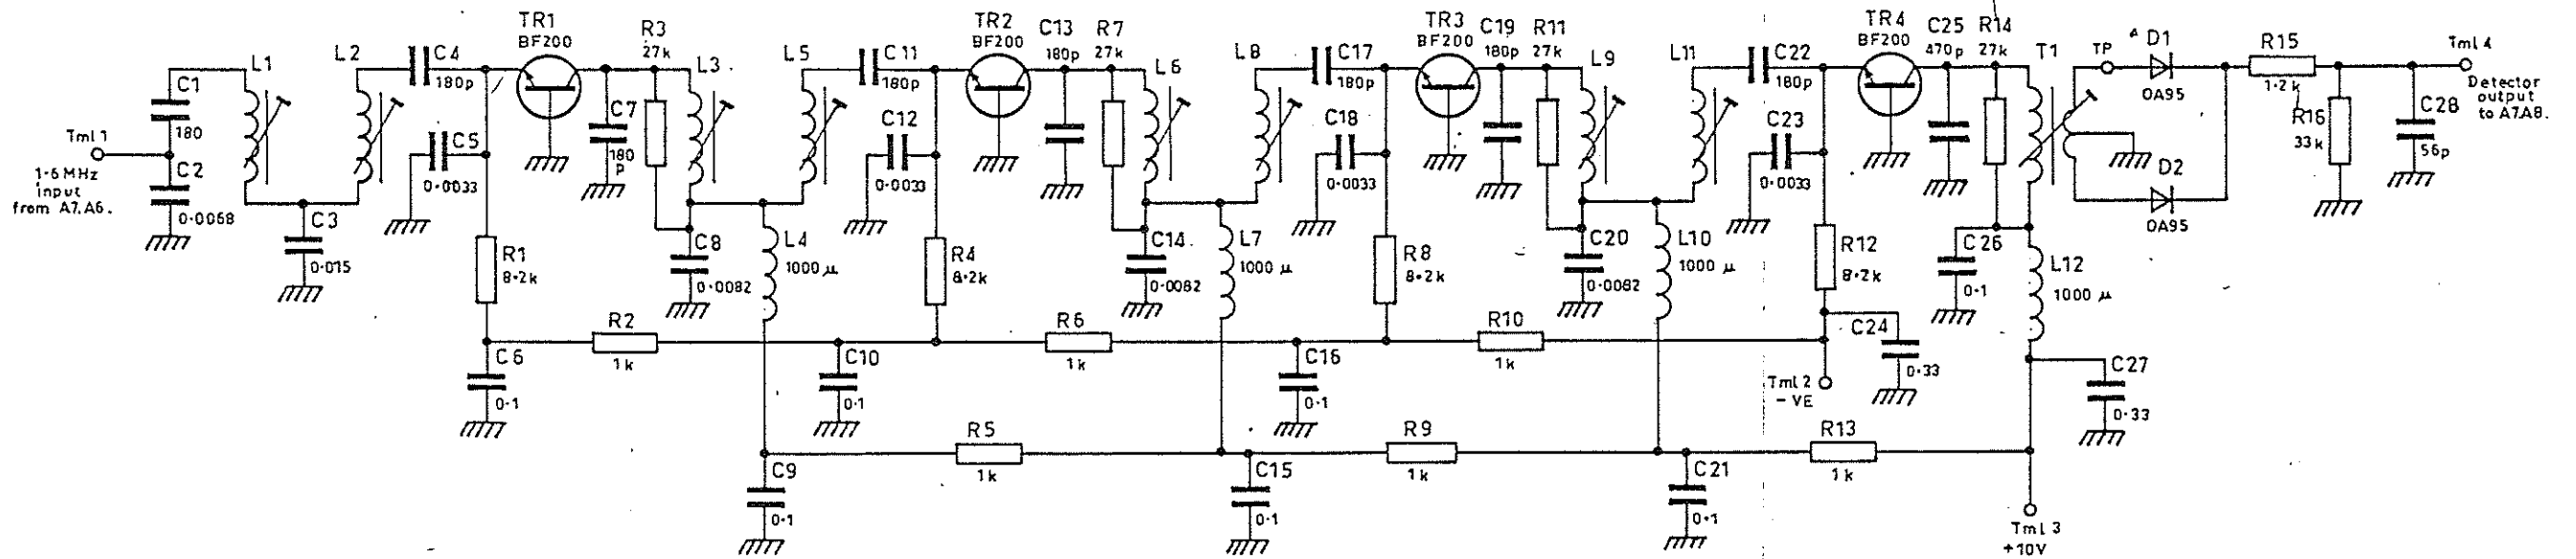 Tml 1
1·6 MHz
input
from A7.A6.
C1
180
C2
0·0068
L1
C3
0·015
L2
C4
180p
C5
0·0033
R1
8·2k
C6
0·1
TR1
BF200
R2
1k
C7
180
p
R3
27k
L3
C8
0·0082
L4
1000 μ
C9
0·1
L5
C10
0·1
C11
180p
C12
0·0033
R4
8·2k
R5
1k
TR2
BF200
C13
180p
R6
1k
R7
27k
L6
C14
0·0082
L7
1000 μ
C15
0·1
L8
C16
0·1
C17
180p
C18
0·0033
R8
8·2k
R9
1k
TR3
BF200
C19
180p
R10
1k
R11
27k
L9
C20
0·0082
L10
1000 μ
C21
0·1
L11
C22
180p
C23
0·0033
R12
8·2k
Tml 2
- VE
C24
0·33
R13
1k
TR4
BF200
C25
470p
R14
27k
C26
0·1
T1
L12
1000 μ
C27
0·33
Tml 3
+10V
TP
D1
OA95
D2
OA95
R15
1·2k
R16
33k
C28
56p
Tml 4
Detector
output
to A7.A8.